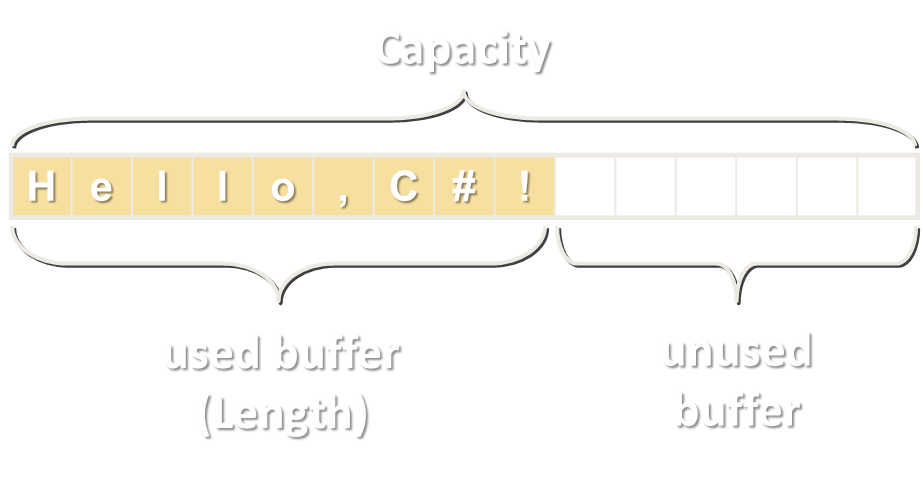 Capacity
H e l l o , C # !
used buffer
(Length)
unused
buffer